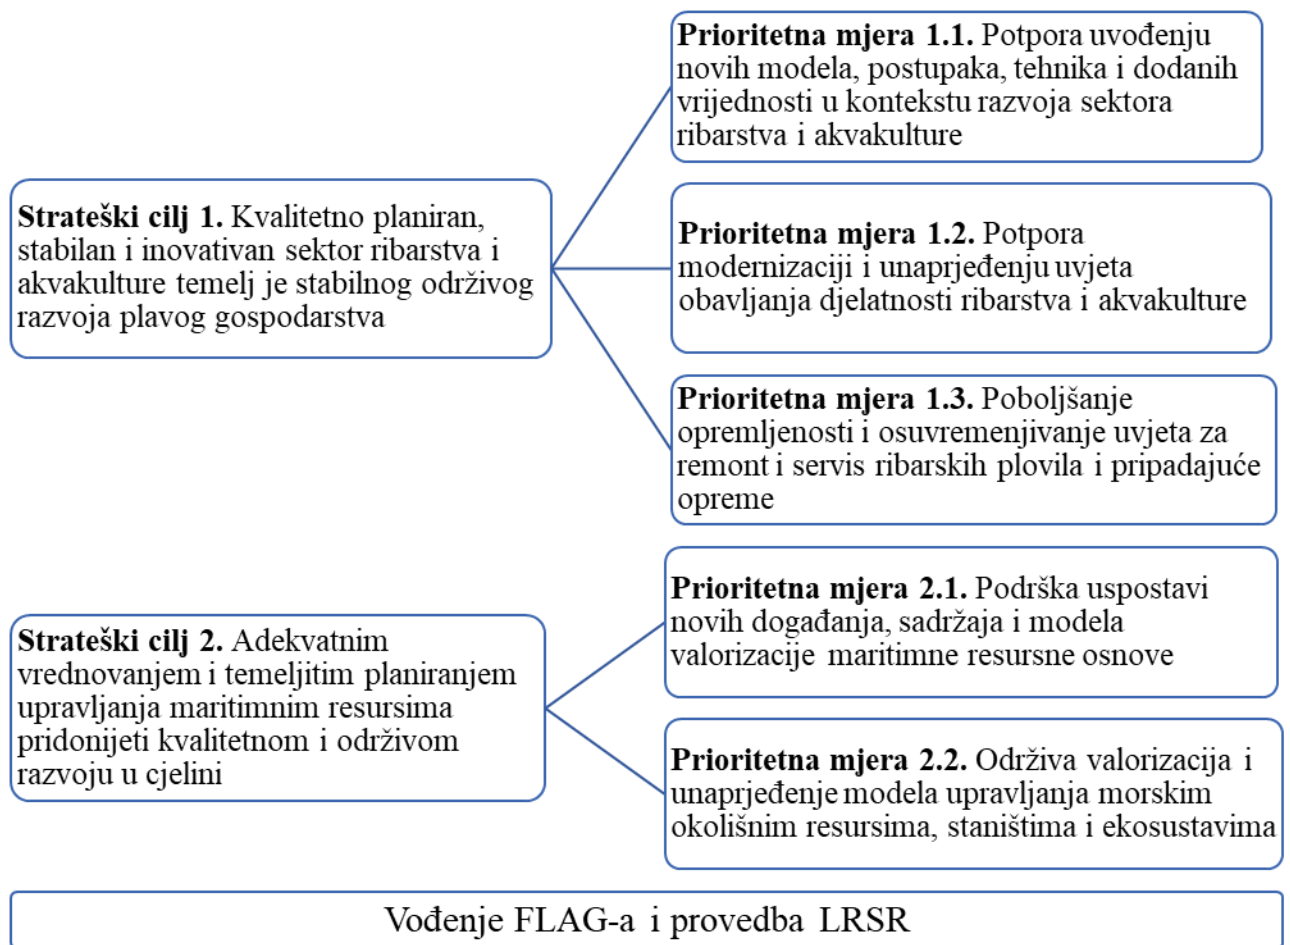 Strateški cilj 1. Kvalitetno planiran,
stabilan i inovativan sektor ribarstva i
akvakulture temelj je stabilnog održivog
razvoja plavog gospodarstva
Prioritetna mjera 1.1. Potpora uvođenju
novih modela, postupaka, tehnika i dodanih
vrijednosti u kontekstu razvoja sektora
ribarstva i akvakulture
Prioritetna mjera 1.2. Potpora
modernizaciji i unaprjeđenju uvjeta
obavljanja djelatnosti ribarstva i akvakulture
Prioritetna mjera 1.3. Poboljšanje
opremljenosti i osuvremenjivanje uvjeta za
remont i servis ribarskih plovila i pripadajuće
opreme
Strateški cilj 2. Adekvatnim
vrednovanjem i temeljitim planiranjem
upravljanja maritimnim resursima
pridonijeti kvalitetnom i održivom
razvoju u cjelini
Prioritetna mjera 2.1. Podrška uspostavi
novih događanja, sadržaja i modela
valorizacije maritimne resursne osnove
Prioritetna mjera 2.2. Održiva valorizacija i
unaprjeđenje modela upravljanja morskim
okolišnim resursima, staništima i ekosustavima
Vođenje FLAG-a i provedba LRSR